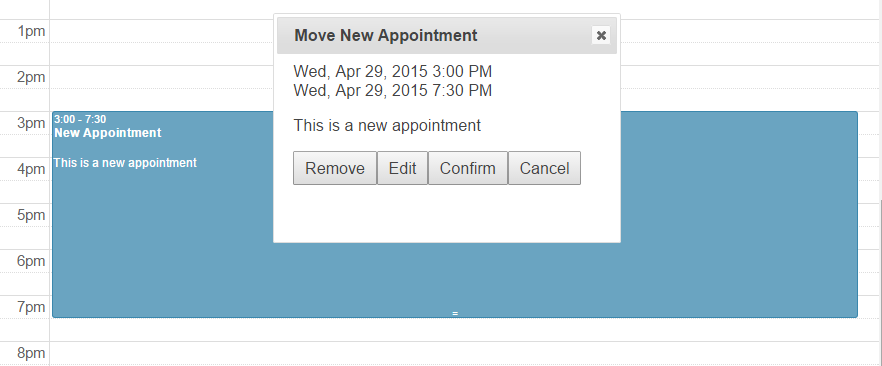 1pm
2pm
3pm
4pm
5pm
6pm
7pm
8pm
3:00 - 7:30
New Appointment
This is a new appointment
Move New Appointment
Wed, Apr 29, 2015 3:00 PM
Wed, Apr 29, 2015 7:30 PM
This is a new appointment
Remove Edit Confirm Cancel